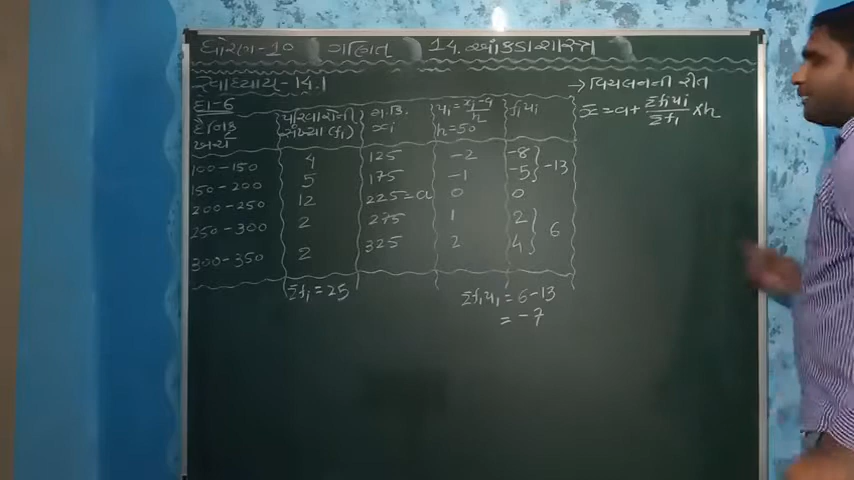 ધોરણ-૧૦ ગણિત 14. આંકડાશાસ્ત્ર
સ્વાધ્યાય-14.1
→ વિચલનની રીત
દા-6
x̄ = a + Σfiui / Σfi × h
દૈનિક ખર્ચ | પરિવારોની સંખ્યા (fi) | મ.કિ. xi | ui = xi-a / h h=50 | fiui
100-150 4 125 -2 -8
150-200 5 175 -1 -5 } -13
200-250 12 225=a 0 0
250-300 2 275 1 2
300-350 2 325 2 4 } 6
Σfi = 25 Σfiui = 6-13
= -7